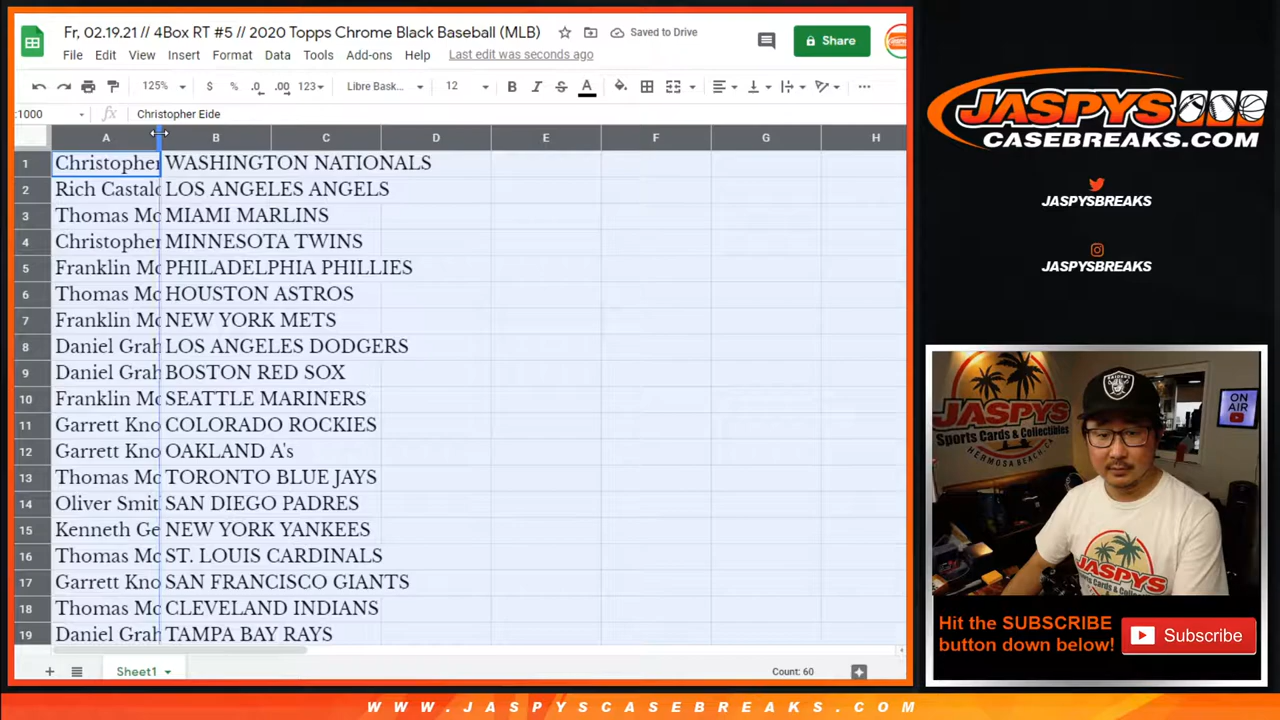 Fr, 02.19.21 // 4Box RT #5 // 2020 Topps Chrome Black Baseball (MLB) Saved to Drive
Share
File Edit View Insert Format Data Tools Add-ons Help Last edit was seconds ago
125% $ % .0 .00 123 Libre Bask... 12 B I S A
:1000 fx Christopher Eide
A B C D E F G H
1 Christopher WASHINGTON NATIONALS
2 Rich Castald LOS ANGELES ANGELS
3 Thomas Mc MIAMI MARLINS
4 Christopher MINNESOTA TWINS
5 Franklin Mc PHILADELPHIA PHILLIES
6 Thomas Mc HOUSTON ASTROS
7 Franklin Mc NEW YORK METS
8 Daniel Grah LOS ANGELES DODGERS
9 Daniel Grah BOSTON RED SOX
10 Franklin Mc SEATTLE MARINERS
11 Garrett Kno COLORADO ROCKIES
12 Garrett Kno OAKLAND A's
13 Thomas Mc TORONTO BLUE JAYS
14 Oliver Smit SAN DIEGO PADRES
15 Kenneth Ge NEW YORK YANKEES
16 Thomas Mc ST. LOUIS CARDINALS
17 Garrett Kno SAN FRANCISCO GIANTS
18 Thomas Mc CLEVELAND INDIANS
19 Daniel Grah TAMPA BAY RAYS
Sheet1
Count: 60
JASPYS
CASEBREAKS.COM
JASPYSBREAKS
JASPYSBREAKS
JASPYS
Sports Cards & Collectibles
HERMOSA BEACH, CA
ON AIR
RAIDERS
JASPYS
Hit the SUBSCRIBE
button down below!
Subscribe
WWW.JASPYSCASEBREAKS.COM